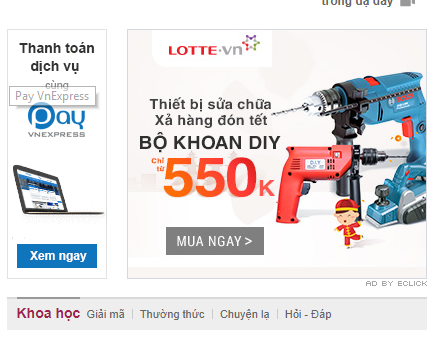 trong dạ dày
Thanh toán
dịch vụ
cùng
Pay VnExpress
Pay
VNEXPRESS
Xem ngay
LOTTE.VN
Thiết bị sửa chữa
Xả hàng đón tết
BỘ KHOAN DIY
Chỉ từ 550K
D.I.Y
MUA NGAY >
AD BY ECLICK
Khoa học Giải mã Thường thức Chuyện lạ Hỏi - Đáp